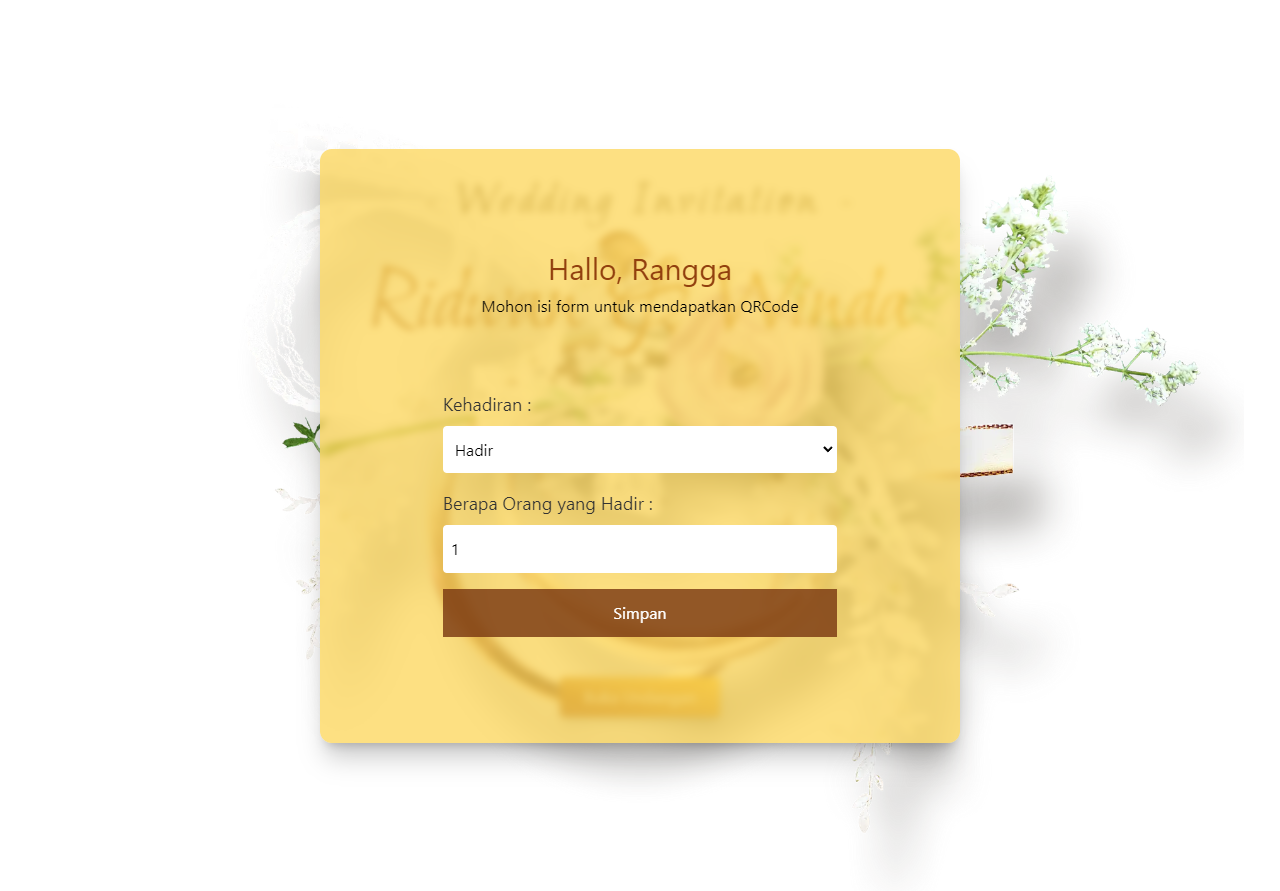 - Wedding Invitation -
Hallo, Rangga
Mohon isi form untuk mendapatkan QRCode
Kehadiran :
Hadir
Berapa Orang yang Hadir :
1
Simpan